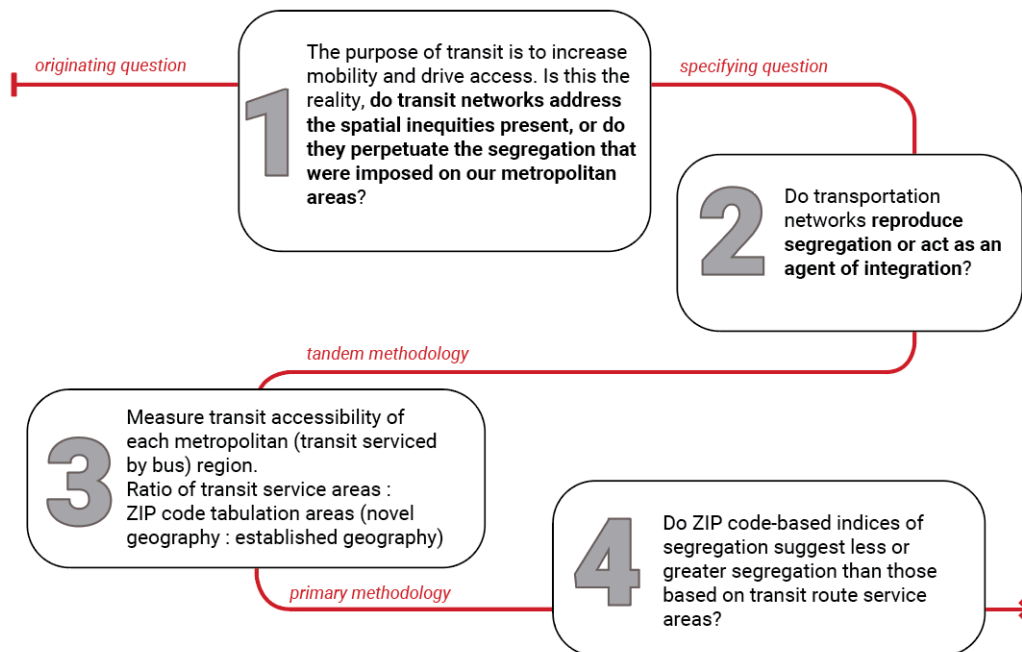 originating question
1
The purpose of transit is to increase
mobility and drive access. Is this the
reality, do transit networks address
the spatial inequities present, or do
they perpetuate the segregation that
were imposed on our metropolitan
areas?
specifying question
2
Do transportation
networks reproduce
segregation or act as an
agent of integration?
tandem methodology
3
Measure transit accessibility of
each metropolitan (transit serviced
by bus) region.
Ratio of transit service areas :
ZIP code tabulation areas (novel
geography : established geography)
primary methodology
4
Do ZIP code-based indices of
segregation suggest less or
greater segregation than those
based on transit route service
areas?